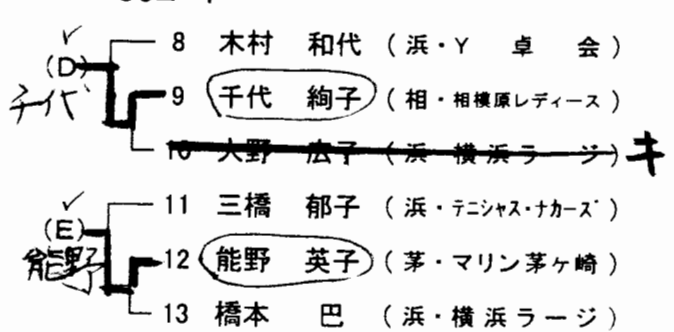 8 木村 和代 (浜・Y 卓 会)
(D)
千代
9 千代 絢子 (相・相模原レディース)
10 大野 広子 (浜 横浜ラージ) キ
11 三橋 郁子 (浜・テニシャス・ナカーズ)
(E)
能野
12 能野 英子 (茅・マリン茅ヶ崎)
13 橋本 巴 (浜・横浜ラージ)